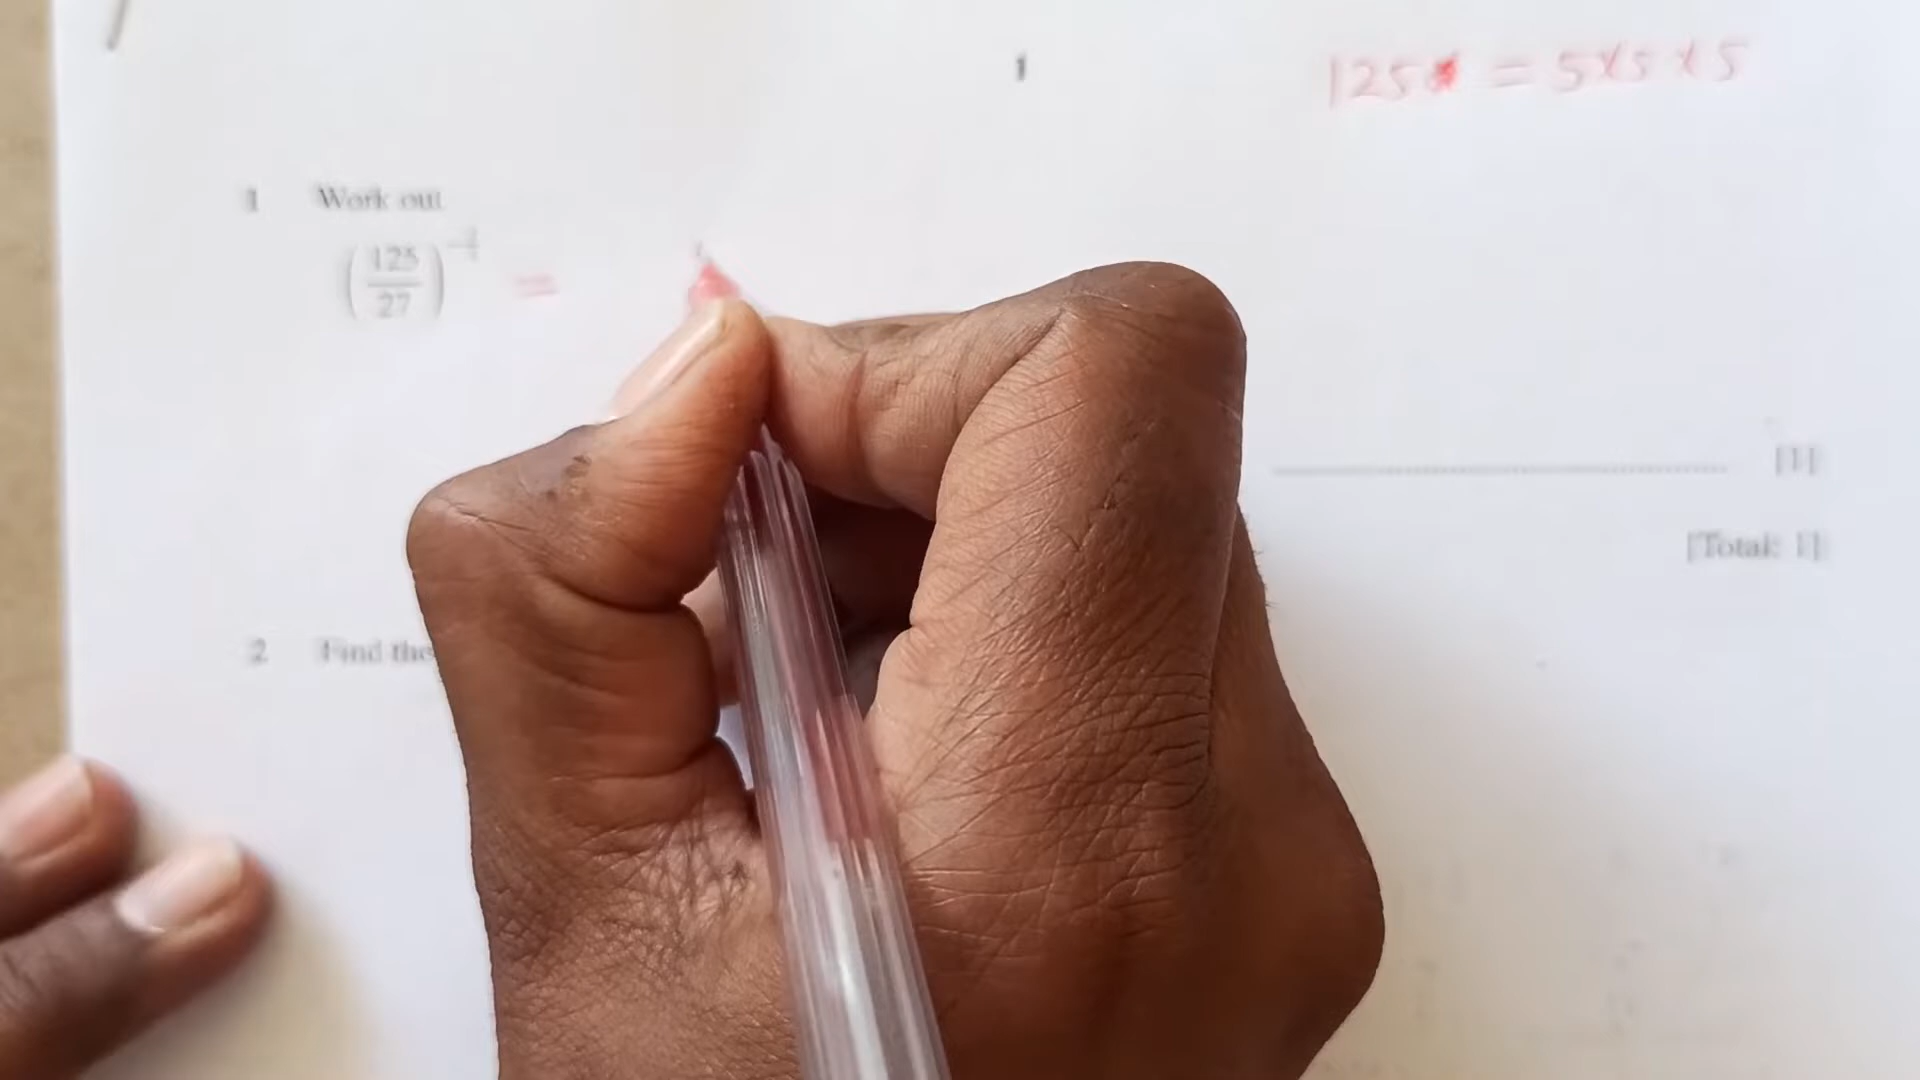 1
125 = 5×5×5
1 Work out
(125/27) =
[1]
[Total: 1]
2 Find the